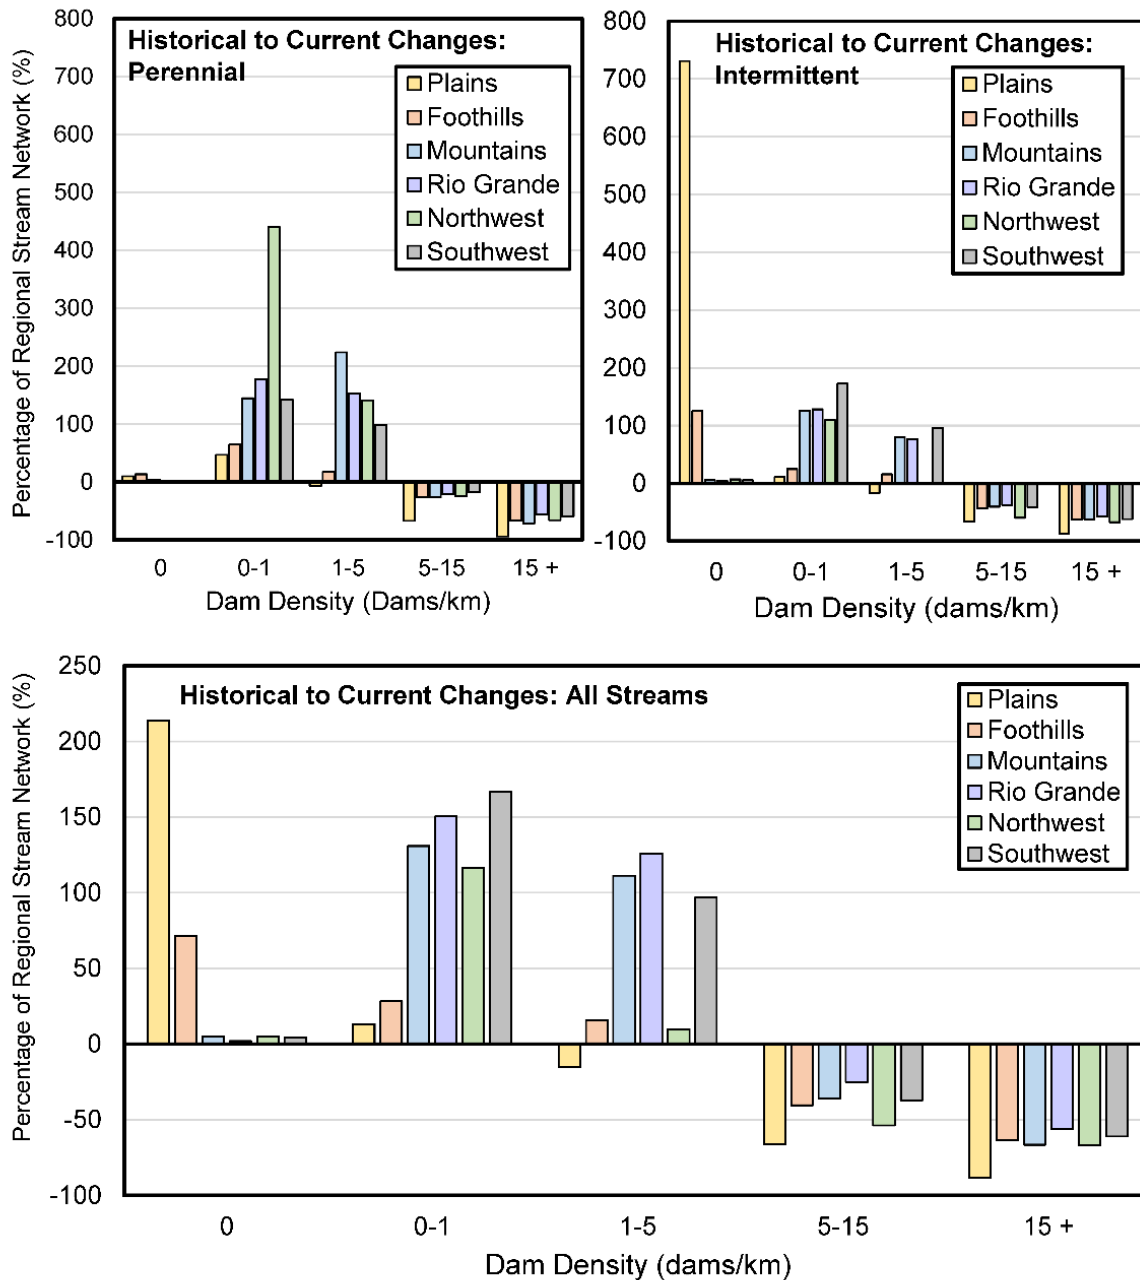 Percentage of Regional Stream Network (%)
800
700
600
500
400
300
200
100
0
-100
Historical to Current Changes:
Perennial
Plains
Foothills
Mountains
Rio Grande
Northwest
Southwest
0
0-1
1-5
5-15
15 +
Dam Density (Dams/km)
800
700
600
500
400
300
200
100
0
-100
Historical to Current Changes:
Intermittent
Plains
Foothills
Mountains
Rio Grande
Northwest
Southwest
0
0-1
1-5
5-15
15 +
Dam Density (dams/km)
Percentage of Regional Stream Network (%)
250
200
150
100
50
0
-50
-100
Historical to Current Changes: All Streams
Plains
Foothills
Mountains
Rio Grande
Northwest
Southwest
0
0-1
1-5
5-15
15 +
Dam Density (dams/km)